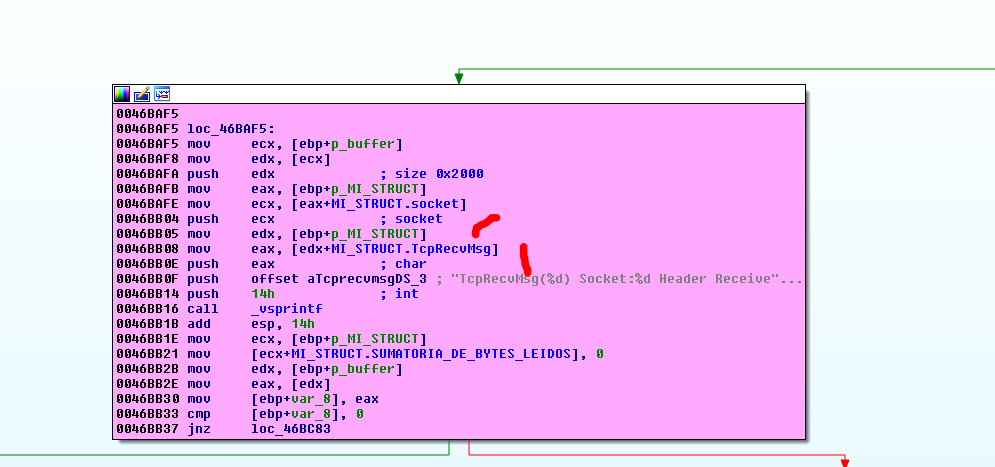 0046BAF5
0046BAF5 loc_46BAF5:
0046BAF5 mov ecx, [ebp+p_buffer]
0046BAF8 mov edx, [ecx]
0046BAFA push edx ; size 0x2000
0046BAFB mov eax, [ebp+p_MI_STRUCT]
0046BAFE mov ecx, [eax+MI_STRUCT.socket]
0046BB04 push ecx ; socket
0046BB05 mov edx, [ebp+p_MI_STRUCT]
0046BB08 mov eax, [edx+MI_STRUCT.TcpRecvMsg]
0046BB0E push eax ; char
0046BB0F push offset aTcprecvmsgDS_3 ; "TcpRecvMsg(%d) Socket:%d Header Receive"...
0046BB14 push 14h ; int
0046BB16 call _vsprintf
0046BB1B add esp, 14h
0046BB1E mov ecx, [ebp+p_MI_STRUCT]
0046BB21 mov [ecx+MI_STRUCT.SUMATORIA_DE_BYTES_LEIDOS], 0
0046BB2B mov edx, [ebp+p_buffer]
0046BB2E mov eax, [edx]
0046BB30 mov [ebp+var_8], eax
0046BB33 cmp [ebp+var_8], 0
0046BB37 jnz loc_46BC83